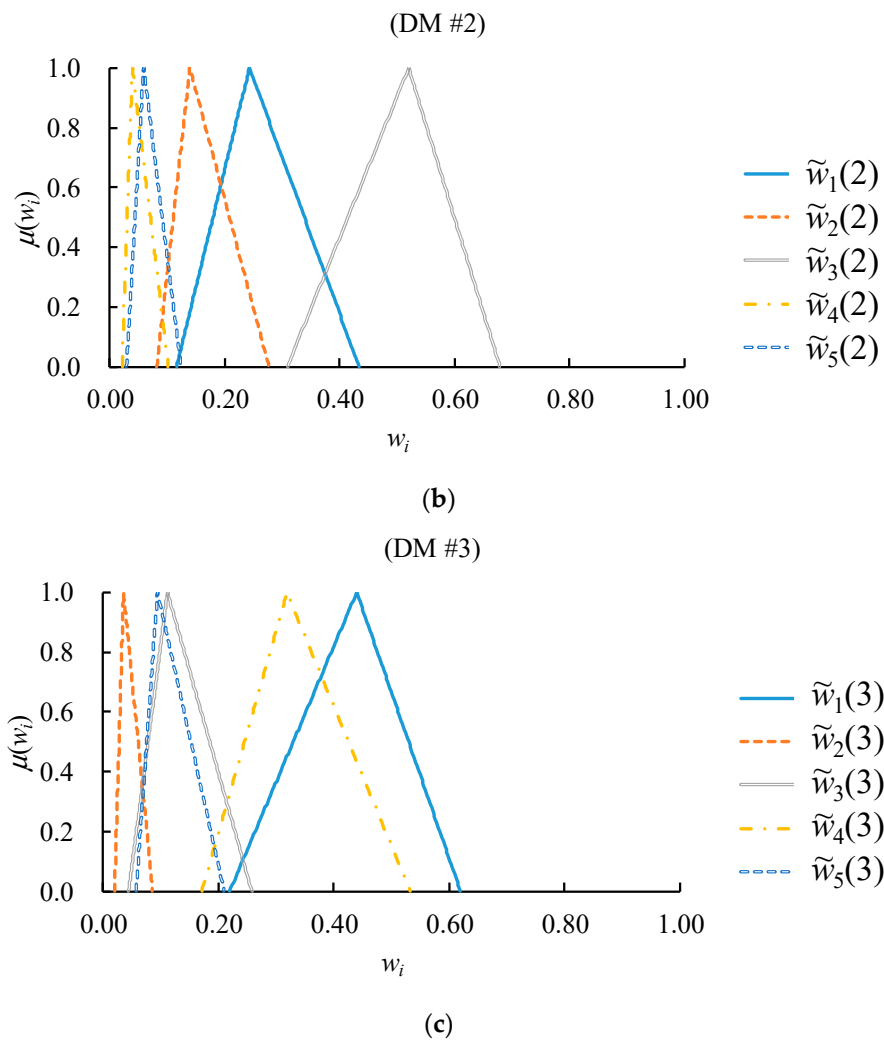 (DM #2)
1.0
0.8
0.6
0.4
0.2
0.0
μ(wᵢ)
0.00 0.20 0.40 0.60 0.80 1.00
wᵢ
w̃₁(2)
w̃₂(2)
w̃₃(2)
w̃₄(2)
w̃₅(2)
(b)
(DM #3)
1.0
0.8
0.6
0.4
0.2
0.0
μ(wᵢ)
0.00 0.20 0.40 0.60 0.80 1.00
wᵢ
w̃₁(3)
w̃₂(3)
w̃₃(3)
w̃₄(3)
w̃₅(3)
(c)